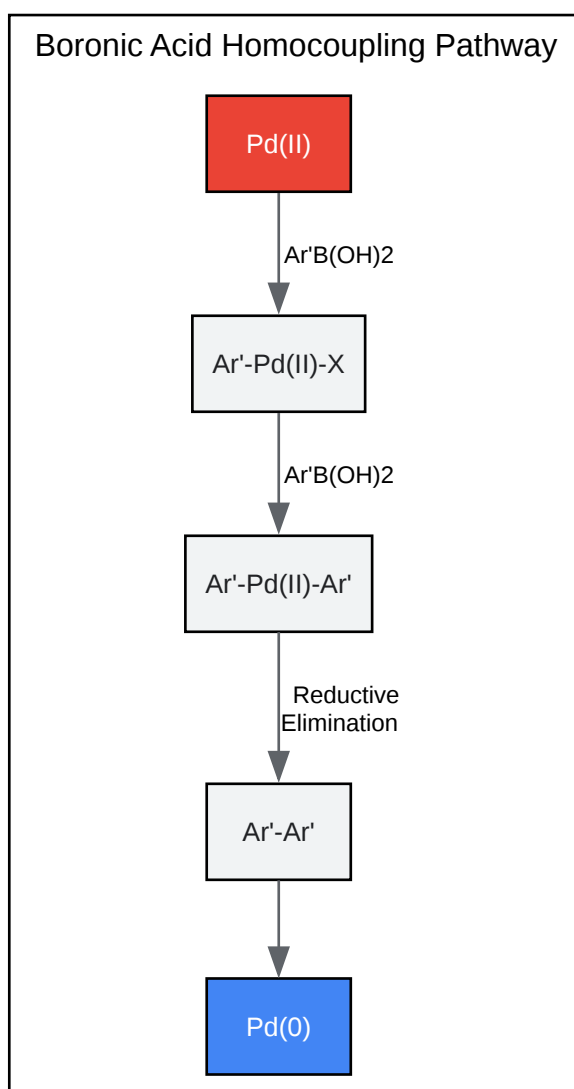 Boronic Acid Homocoupling Pathway
Pd(II)
Ar'B(OH)2
Ar'-Pd(II)-X
Ar'B(OH)2
Ar'-Pd(II)-Ar'
Reductive
Elimination
Ar'-Ar'
Pd(0)